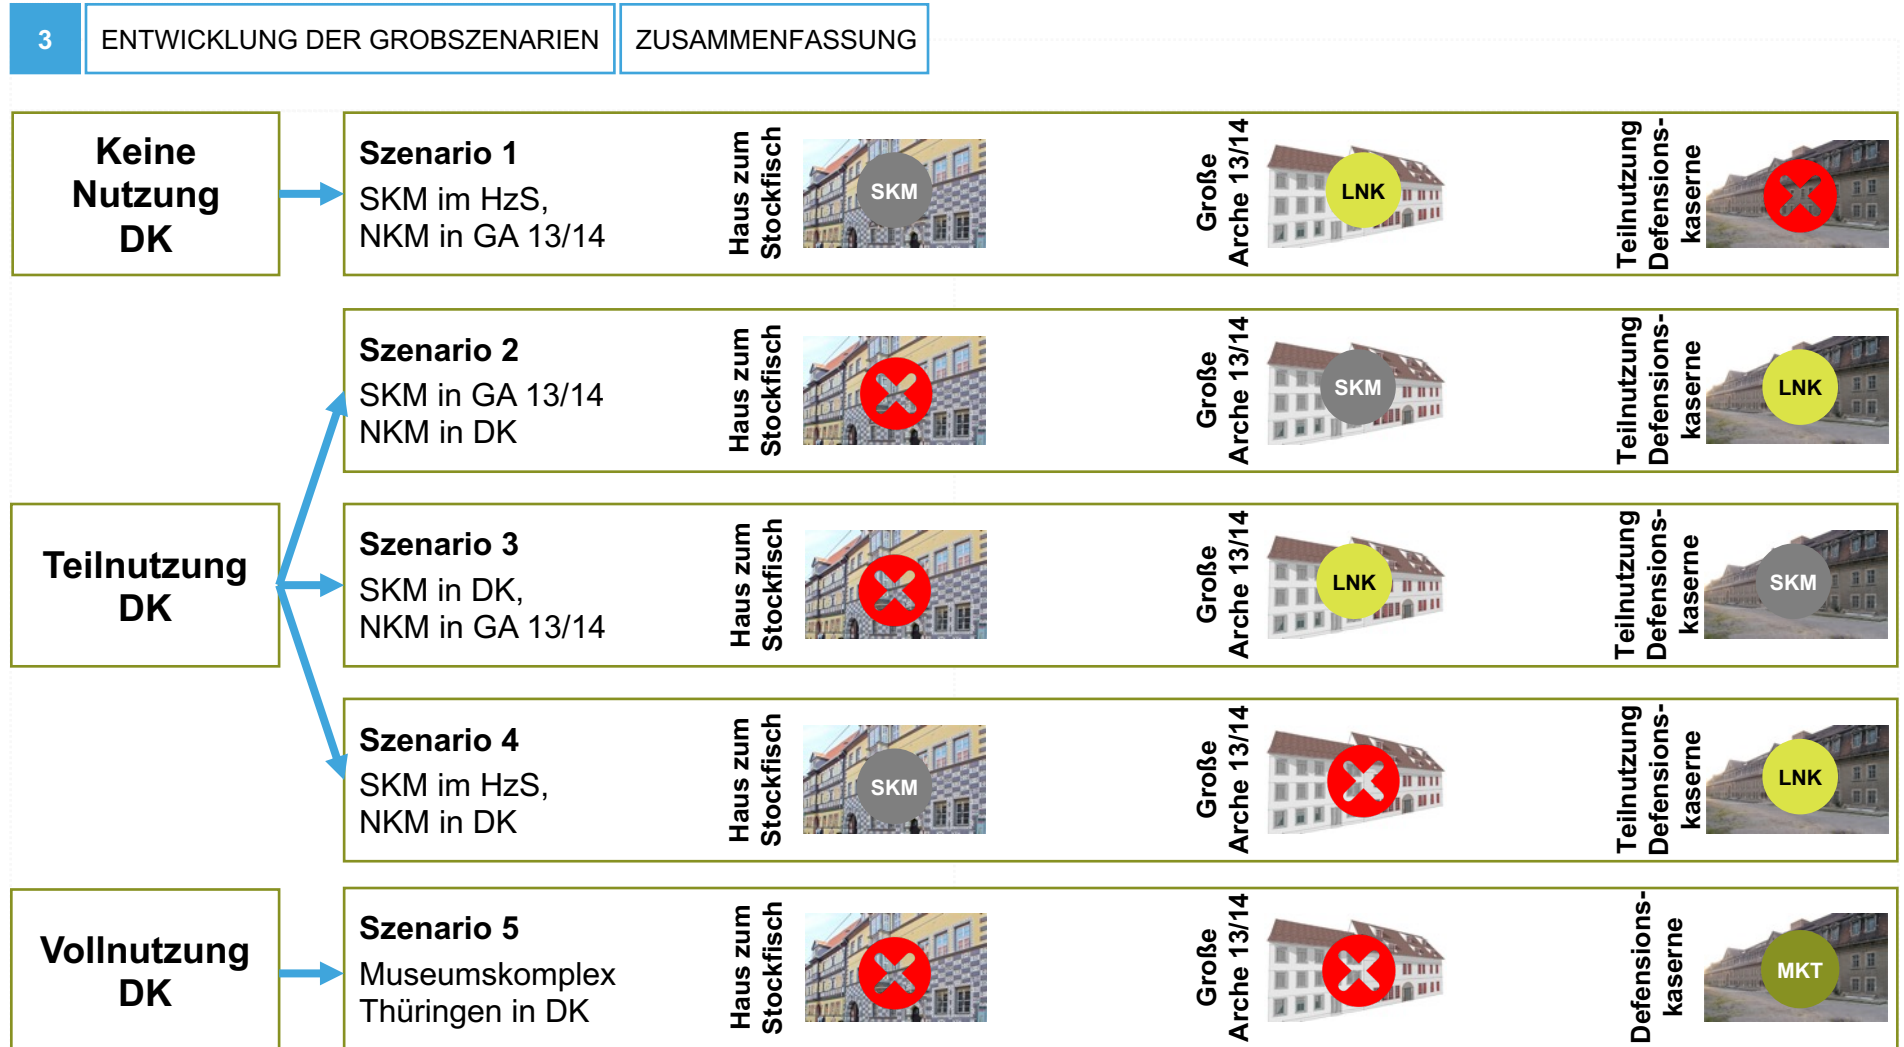 3
ENTWICKLUNG DER GROBSZENARIEN
ZUSAMMENFASSUNG
Keine
Nutzung
DK
Szenario 1
SKM im HzS,
NKM in GA 13/14
Haus zum
Stockfisch
SKM
Große
Arche 13/14
LNK
Teilnutzung
Defensions-
kaserne
Szenario 2
SKM in GA 13/14
NKM in DK
Haus zum
Stockfisch
Große
Arche 13/14
SKM
Teilnutzung
Defensions-
kaserne
LNK
Teilnutzung
DK
Szenario 3
SKM in DK,
NKM in GA 13/14
Haus zum
Stockfisch
Große
Arche 13/14
LNK
Teilnutzung
Defensions-
kaserne
SKM
Szenario 4
SKM im HzS,
NKM in DK
Haus zum
Stockfisch
SKM
Große
Arche 13/14
Teilnutzung
Defensions-
kaserne
LNK
Vollnutzung
DK
Szenario 5
Museumskomplex
Thüringen in DK
Haus zum
Stockfisch
Große
Arche 13/14
Defensions-
kaserne
MKT